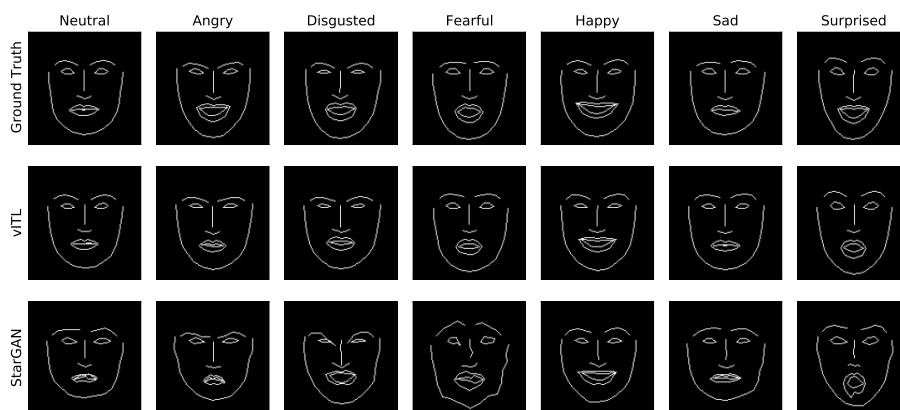 Neutral Angry Disgusted Fearful Happy Sad Surprised
Ground Truth
vITL
StarGAN